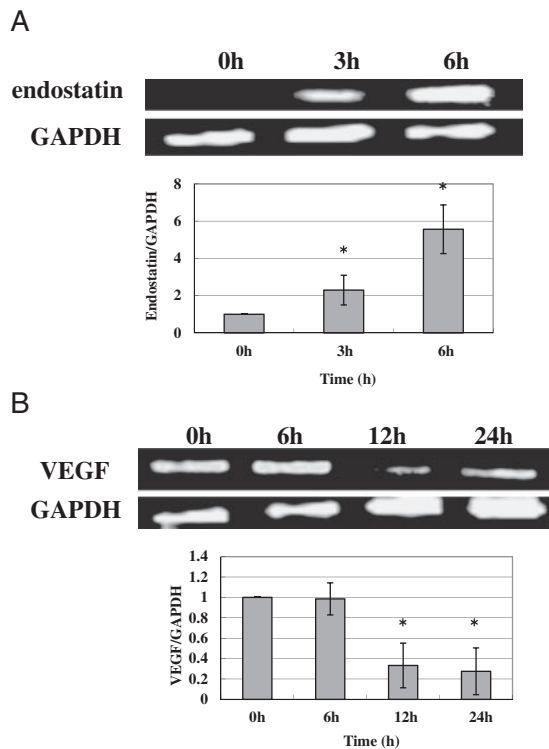 A
0h 3h 6h
endostatin
GAPDH
8
6
4
2
0
Endostatin/GAPDH
*
*
0h 3h 6h
Time (h)
B
0h 6h 12h 24h
VEGF
GAPDH
1.4
1.2
1
0.8
0.6
0.4
0.2
0
VEGF/GAPDH
* *
0h 6h 12h 24h
Time (h)